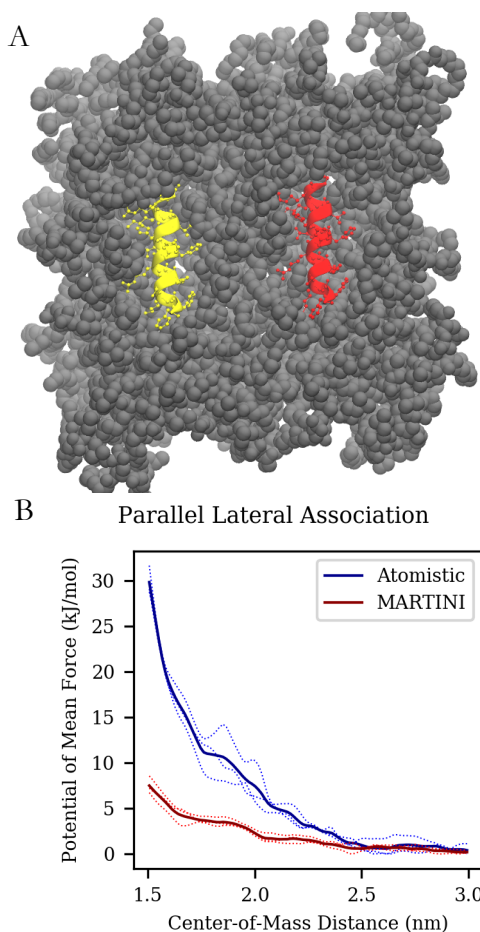 A
B
Parallel Lateral Association
Atomistic
MARTINI
Potential of Mean Force (kJ/mol)
30
25
20
15
10
5
0
1.5 2.0 2.5 3.0
Center-of-Mass Distance (nm)